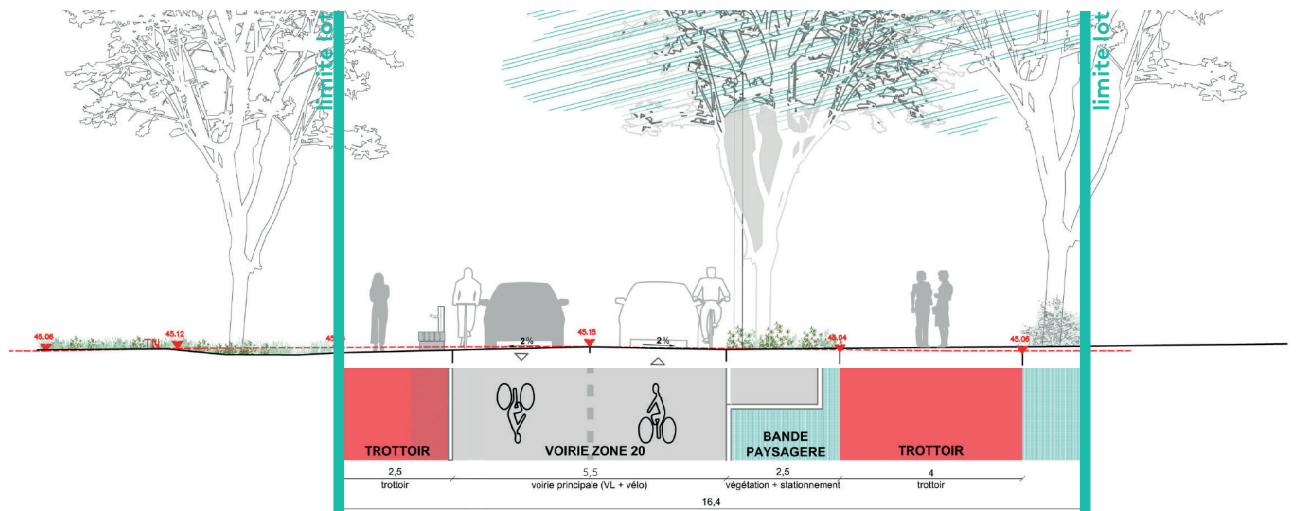 limite lot
limite lot
45.06
TN
45.12
45.15
2%
2%
45.04
45.06
TROTTOIR
VOIRIE ZONE 20
BANDE
PAYSAGERE
TROTTOIR
2,5
5,5
2,5
4
trottoir
voirie principale (VL + vélo)
végétation + stationnement
trottoir
16,4